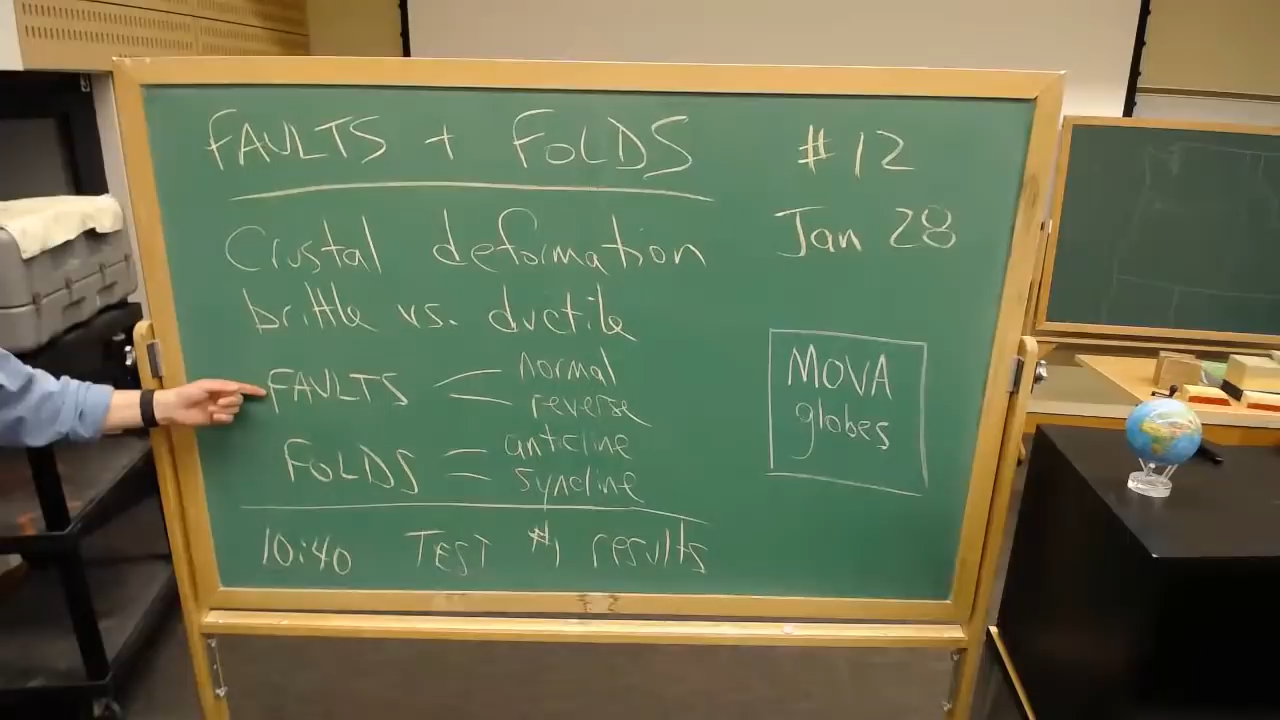 FAULTS + FOLDS
#12
Jan 28
Crustal deformation
brittle vs. ductile
FAULTS
normal
reverse
FOLDS
anticline
syncline
MOVA
globes
10:40 TEST #1 results